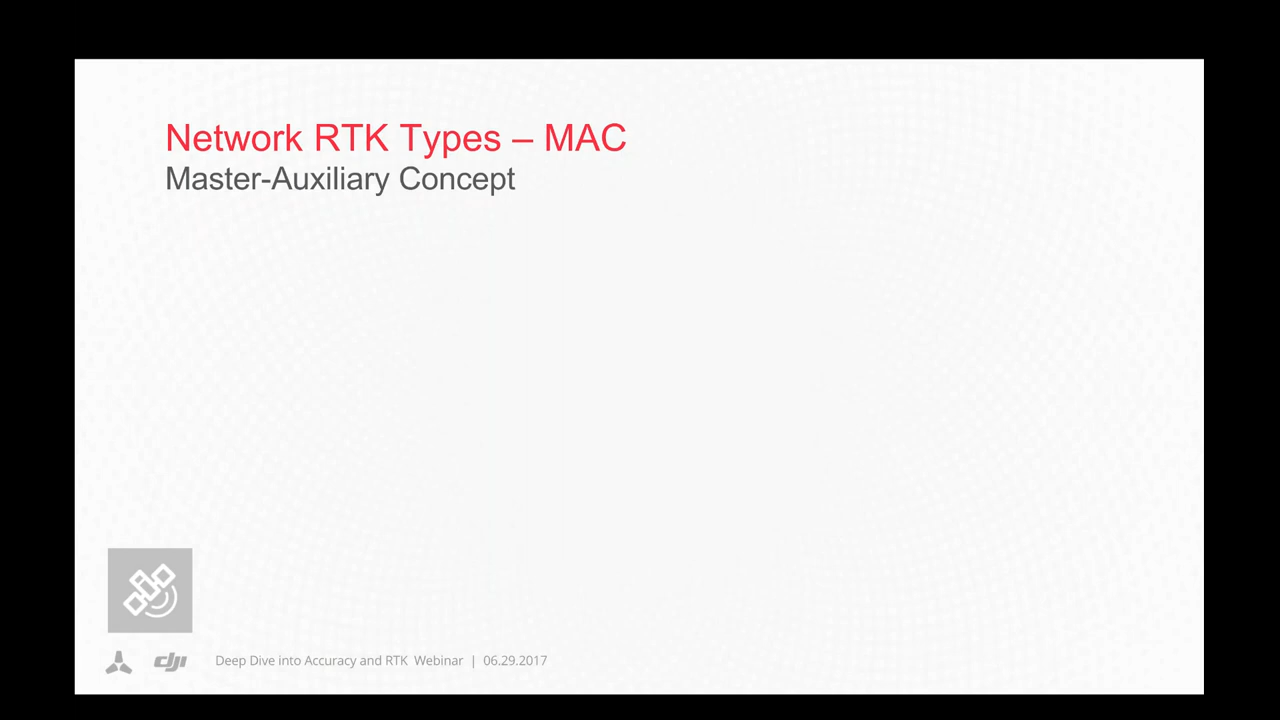 Network RTK Types – MAC
Master-Auxiliary Concept
dji
Deep Dive into Accuracy and RTK Webinar | 06.29.2017